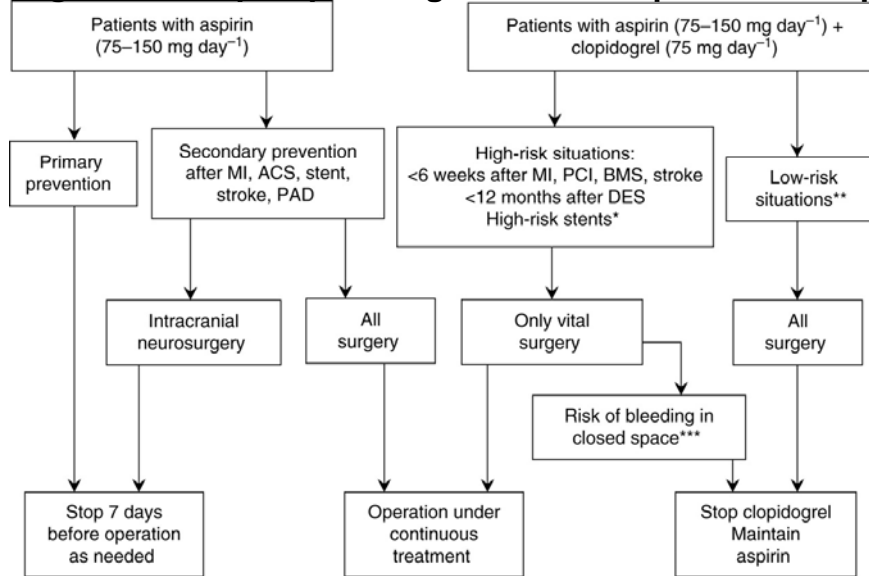 Patients with aspirin
(75–150 mg day⁻¹)
Patients with aspirin (75–150 mg day⁻¹) +
clopidogrel (75 mg day⁻¹)
Primary
prevention
Secondary prevention
after MI, ACS, stent,
stroke, PAD
High-risk situations:
<6 weeks after MI, PCI, BMS, stroke
<12 months after DES
High-risk stents*
Low-risk
situations**
Intracranial
neurosurgery
All
surgery
Only vital
surgery
All
surgery
Risk of bleeding in
closed space***
Stop 7 days
before operation
as needed
Operation under
continuous
treatment
Stop clopidogrel
Maintain
aspirin